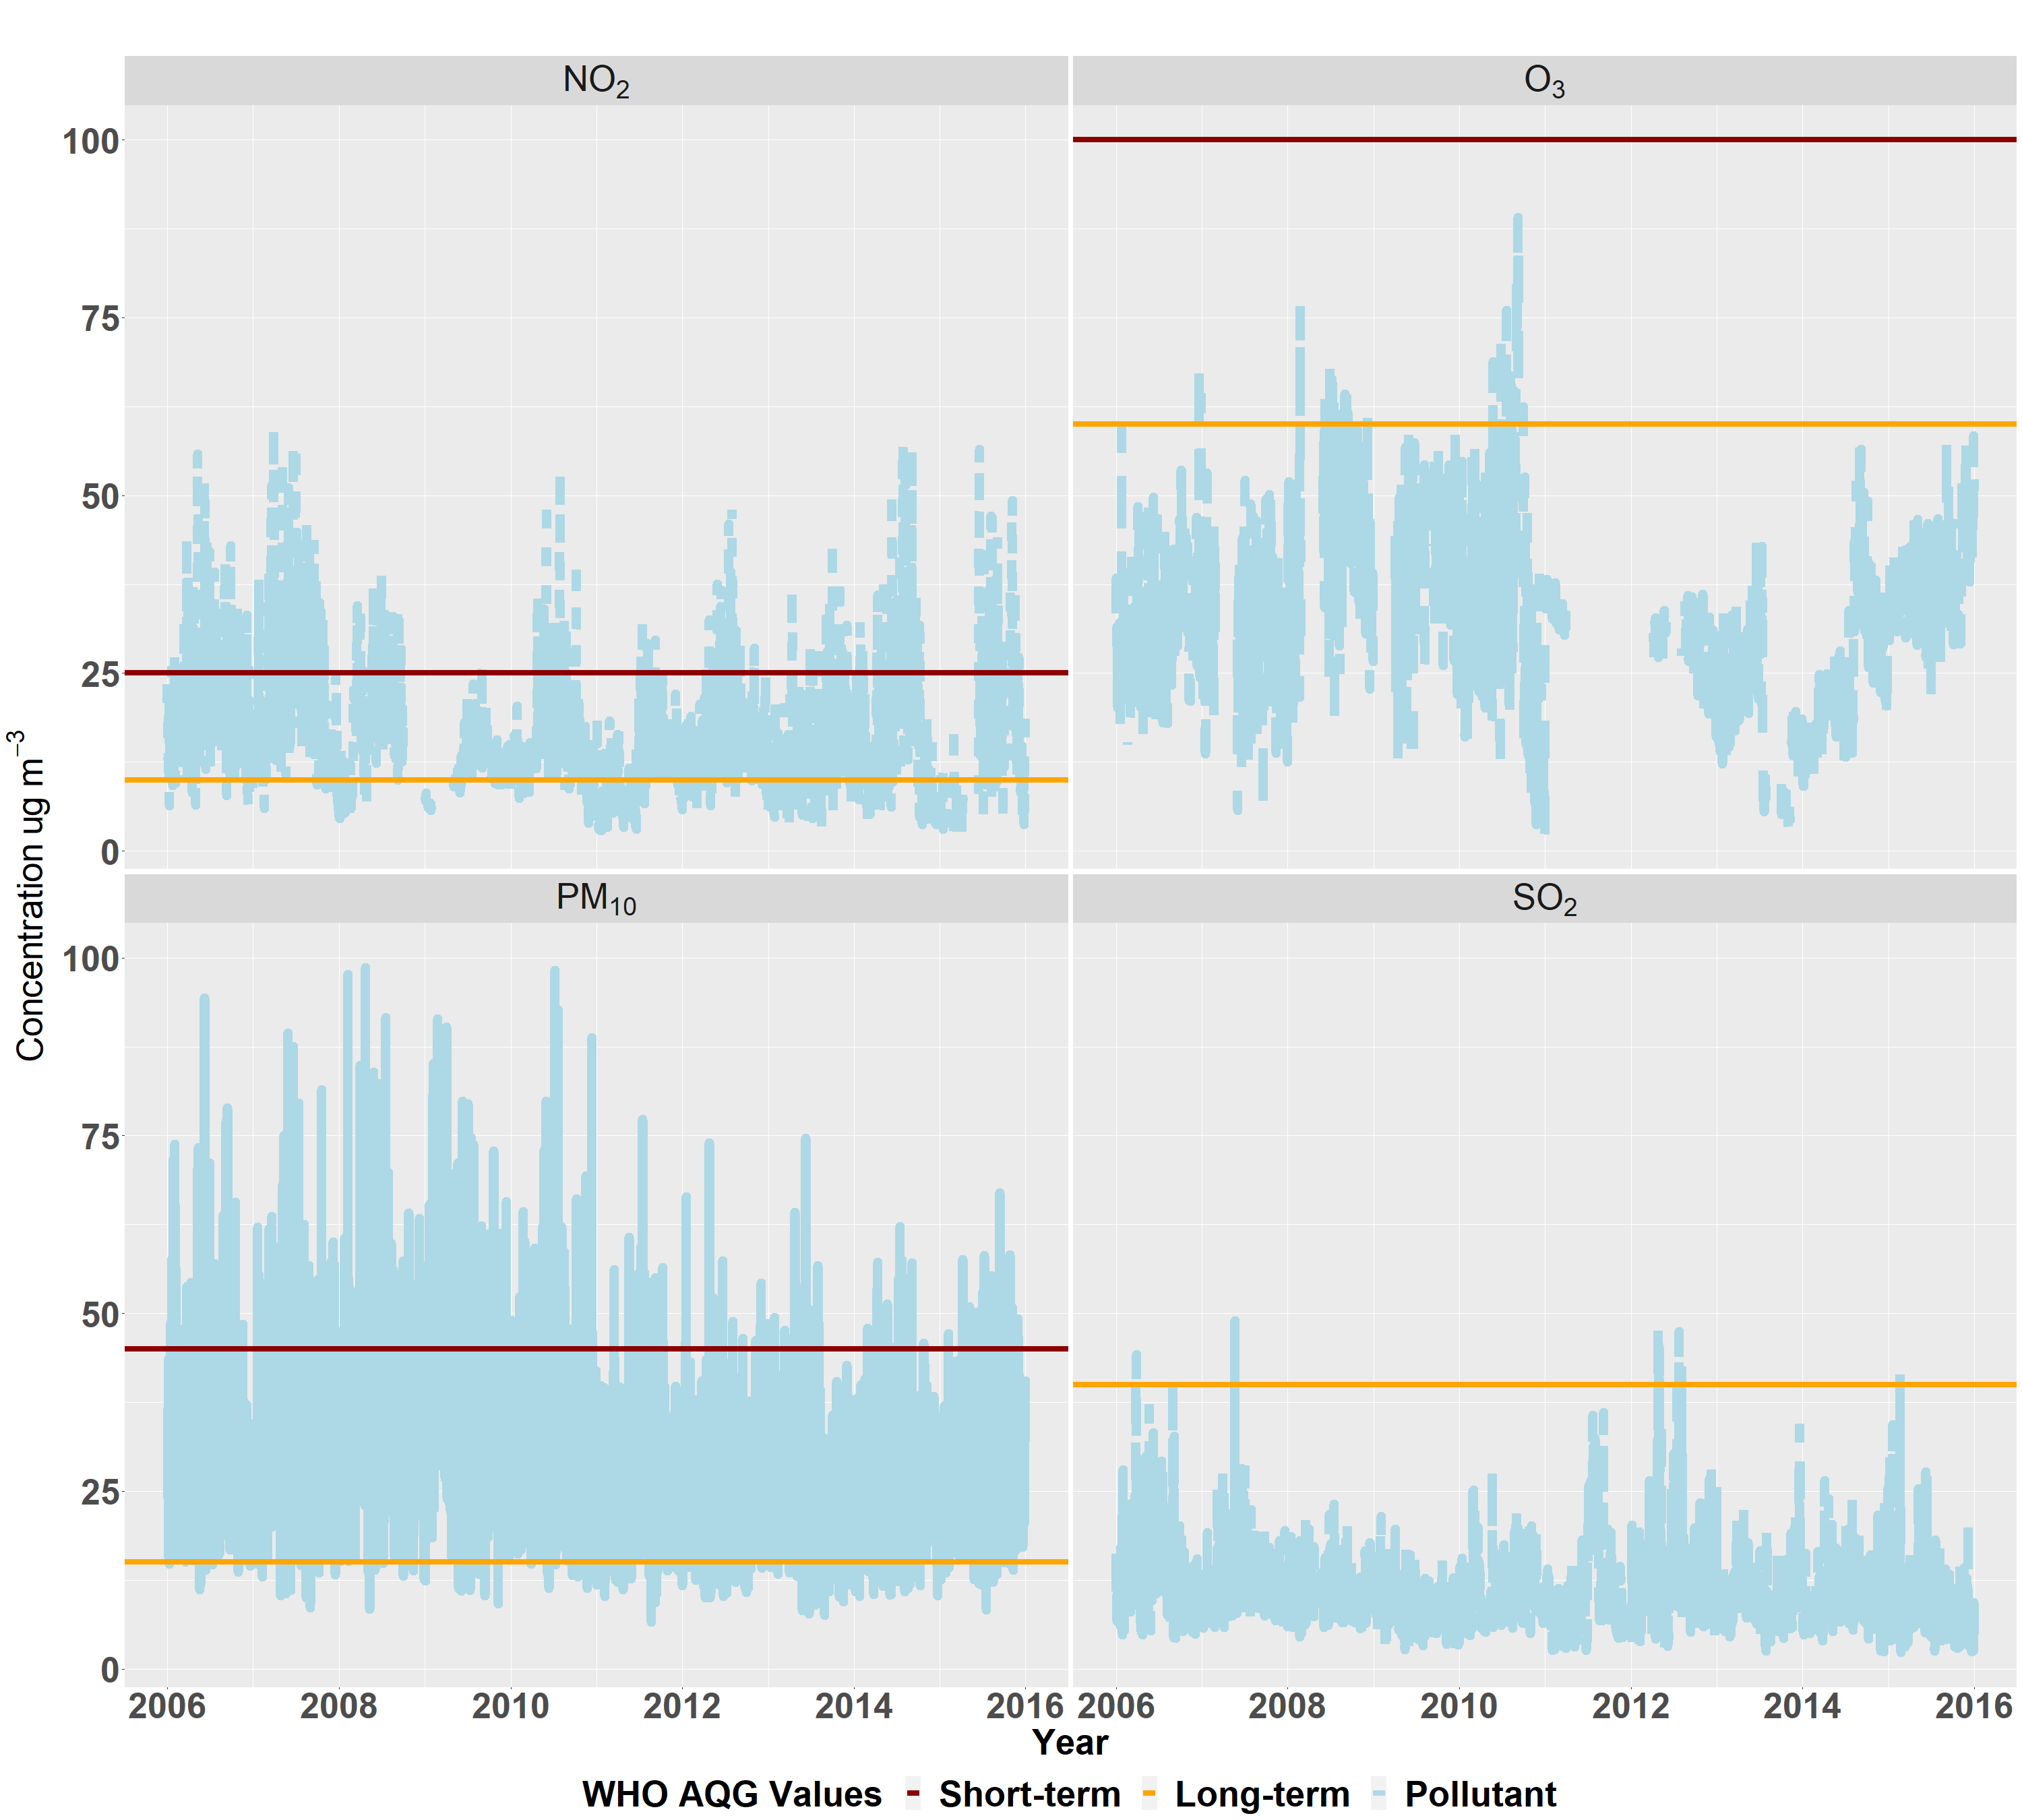 NO₂ O₃
100
75
50
25
0
Concentration ug m⁻³
PM₁₀ SO₂
100
75
50
25
0
2006 2008 2010 2012 2014 2016 2006 2008 2010 2012 2014 2016
Year
WHO AQG Values Short-term Long-term Pollutant